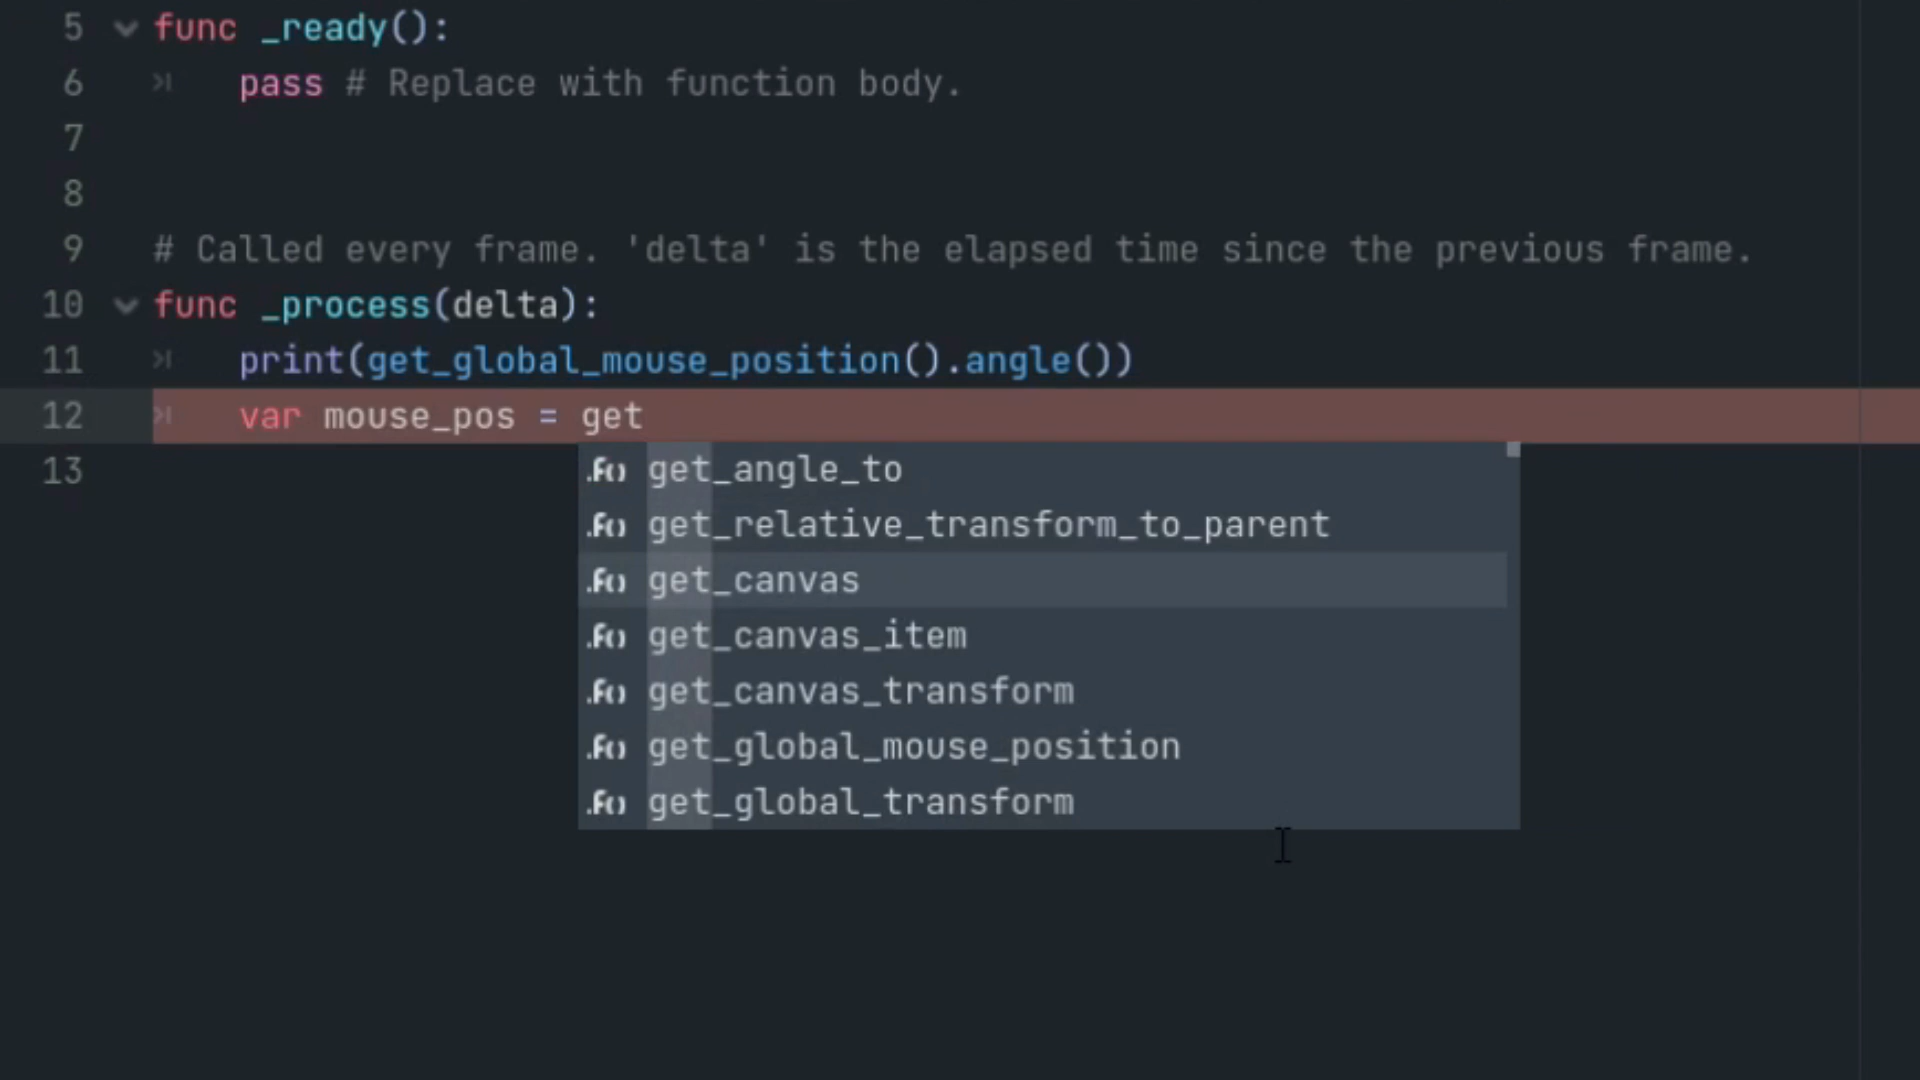 5 func _ready():
6 pass # Replace with function body.
7
8
9 # Called every frame. 'delta' is the elapsed time since the previous frame.
10 func _process(delta):
11 print(get_global_mouse_position().angle())
12 var mouse_pos = get
13
.F() get_angle_to
.F() get_relative_transform_to_parent
.F() get_canvas
.F() get_canvas_item
.F() get_canvas_transform
.F() get_global_mouse_position
.F() get_global_transform